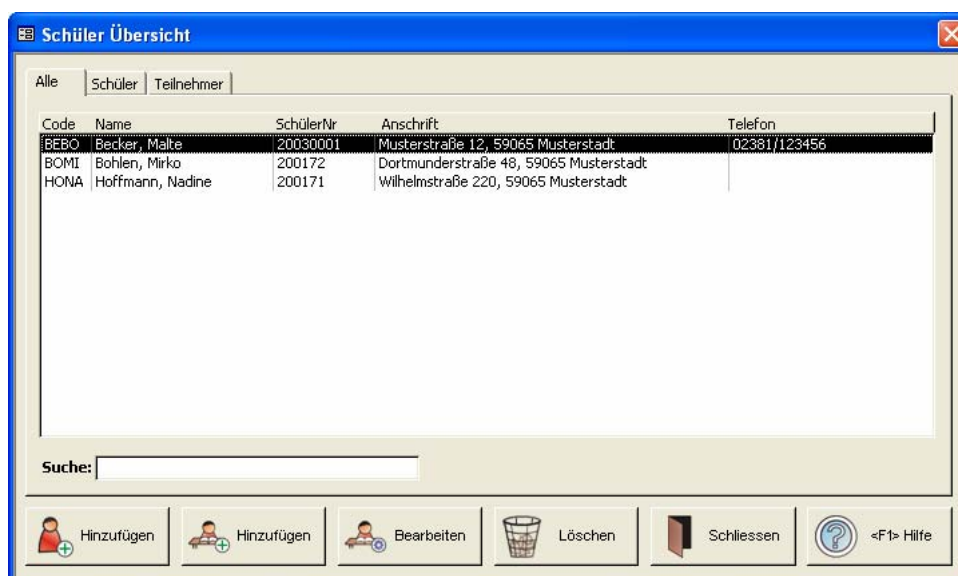 Schüler Übersicht
Alle Schüler Teilnehmer
Code Name SchülerNr Anschrift Telefon
BEBO Becker, Malte 20030001 Musterstraße 12, 59065 Musterstadt 02381/123456
BOMI Bohlen, Mirko 200172 Dortmunderstraße 48, 59065 Musterstadt
HONA Hoffmann, Nadine 200171 Wilhelmstraße 220, 59065 Musterstadt
Suche:
Hinzufügen Hinzufügen Bearbeiten Löschen Schliessen <F1> Hilfe